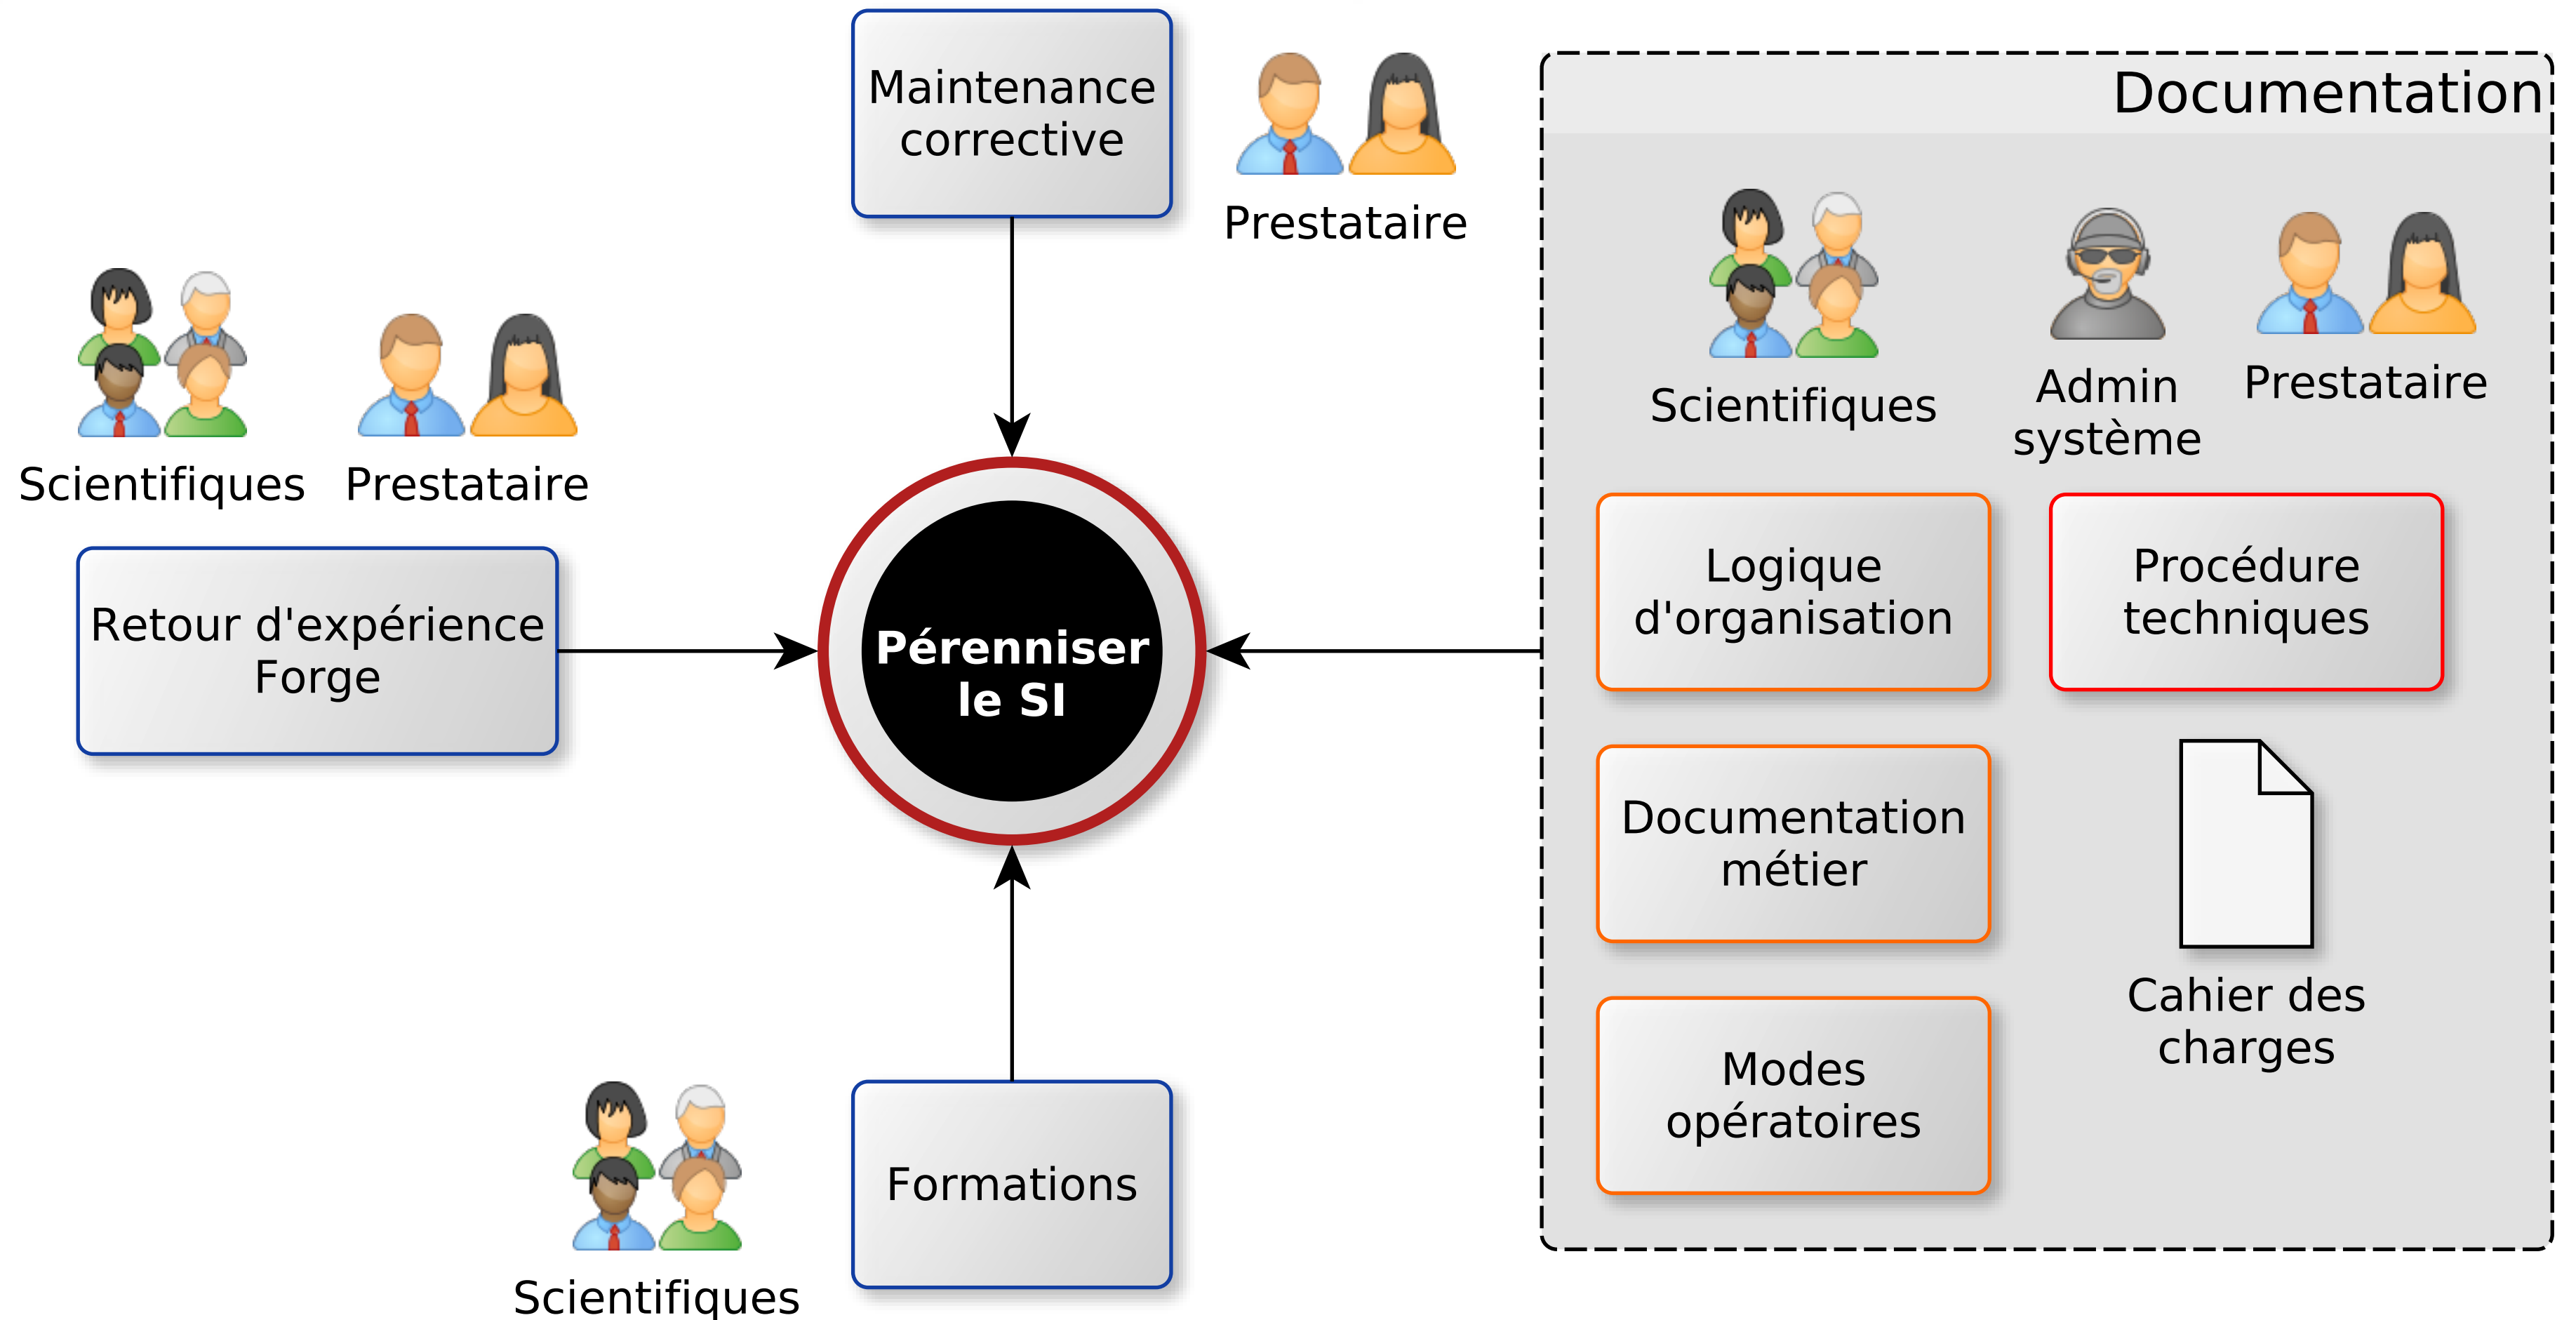 Maintenance
corrective
Prestataire
Documentation
Scientifiques
Admin
système
Prestataire
Scientifiques
Prestataire
Retour d'expérience
Forge
Pérenniser
le SI
Logique
d'organisation
Procédure
techniques
Documentation
métier
Cahier des
charges
Modes
opératoires
Formations
Scientifiques